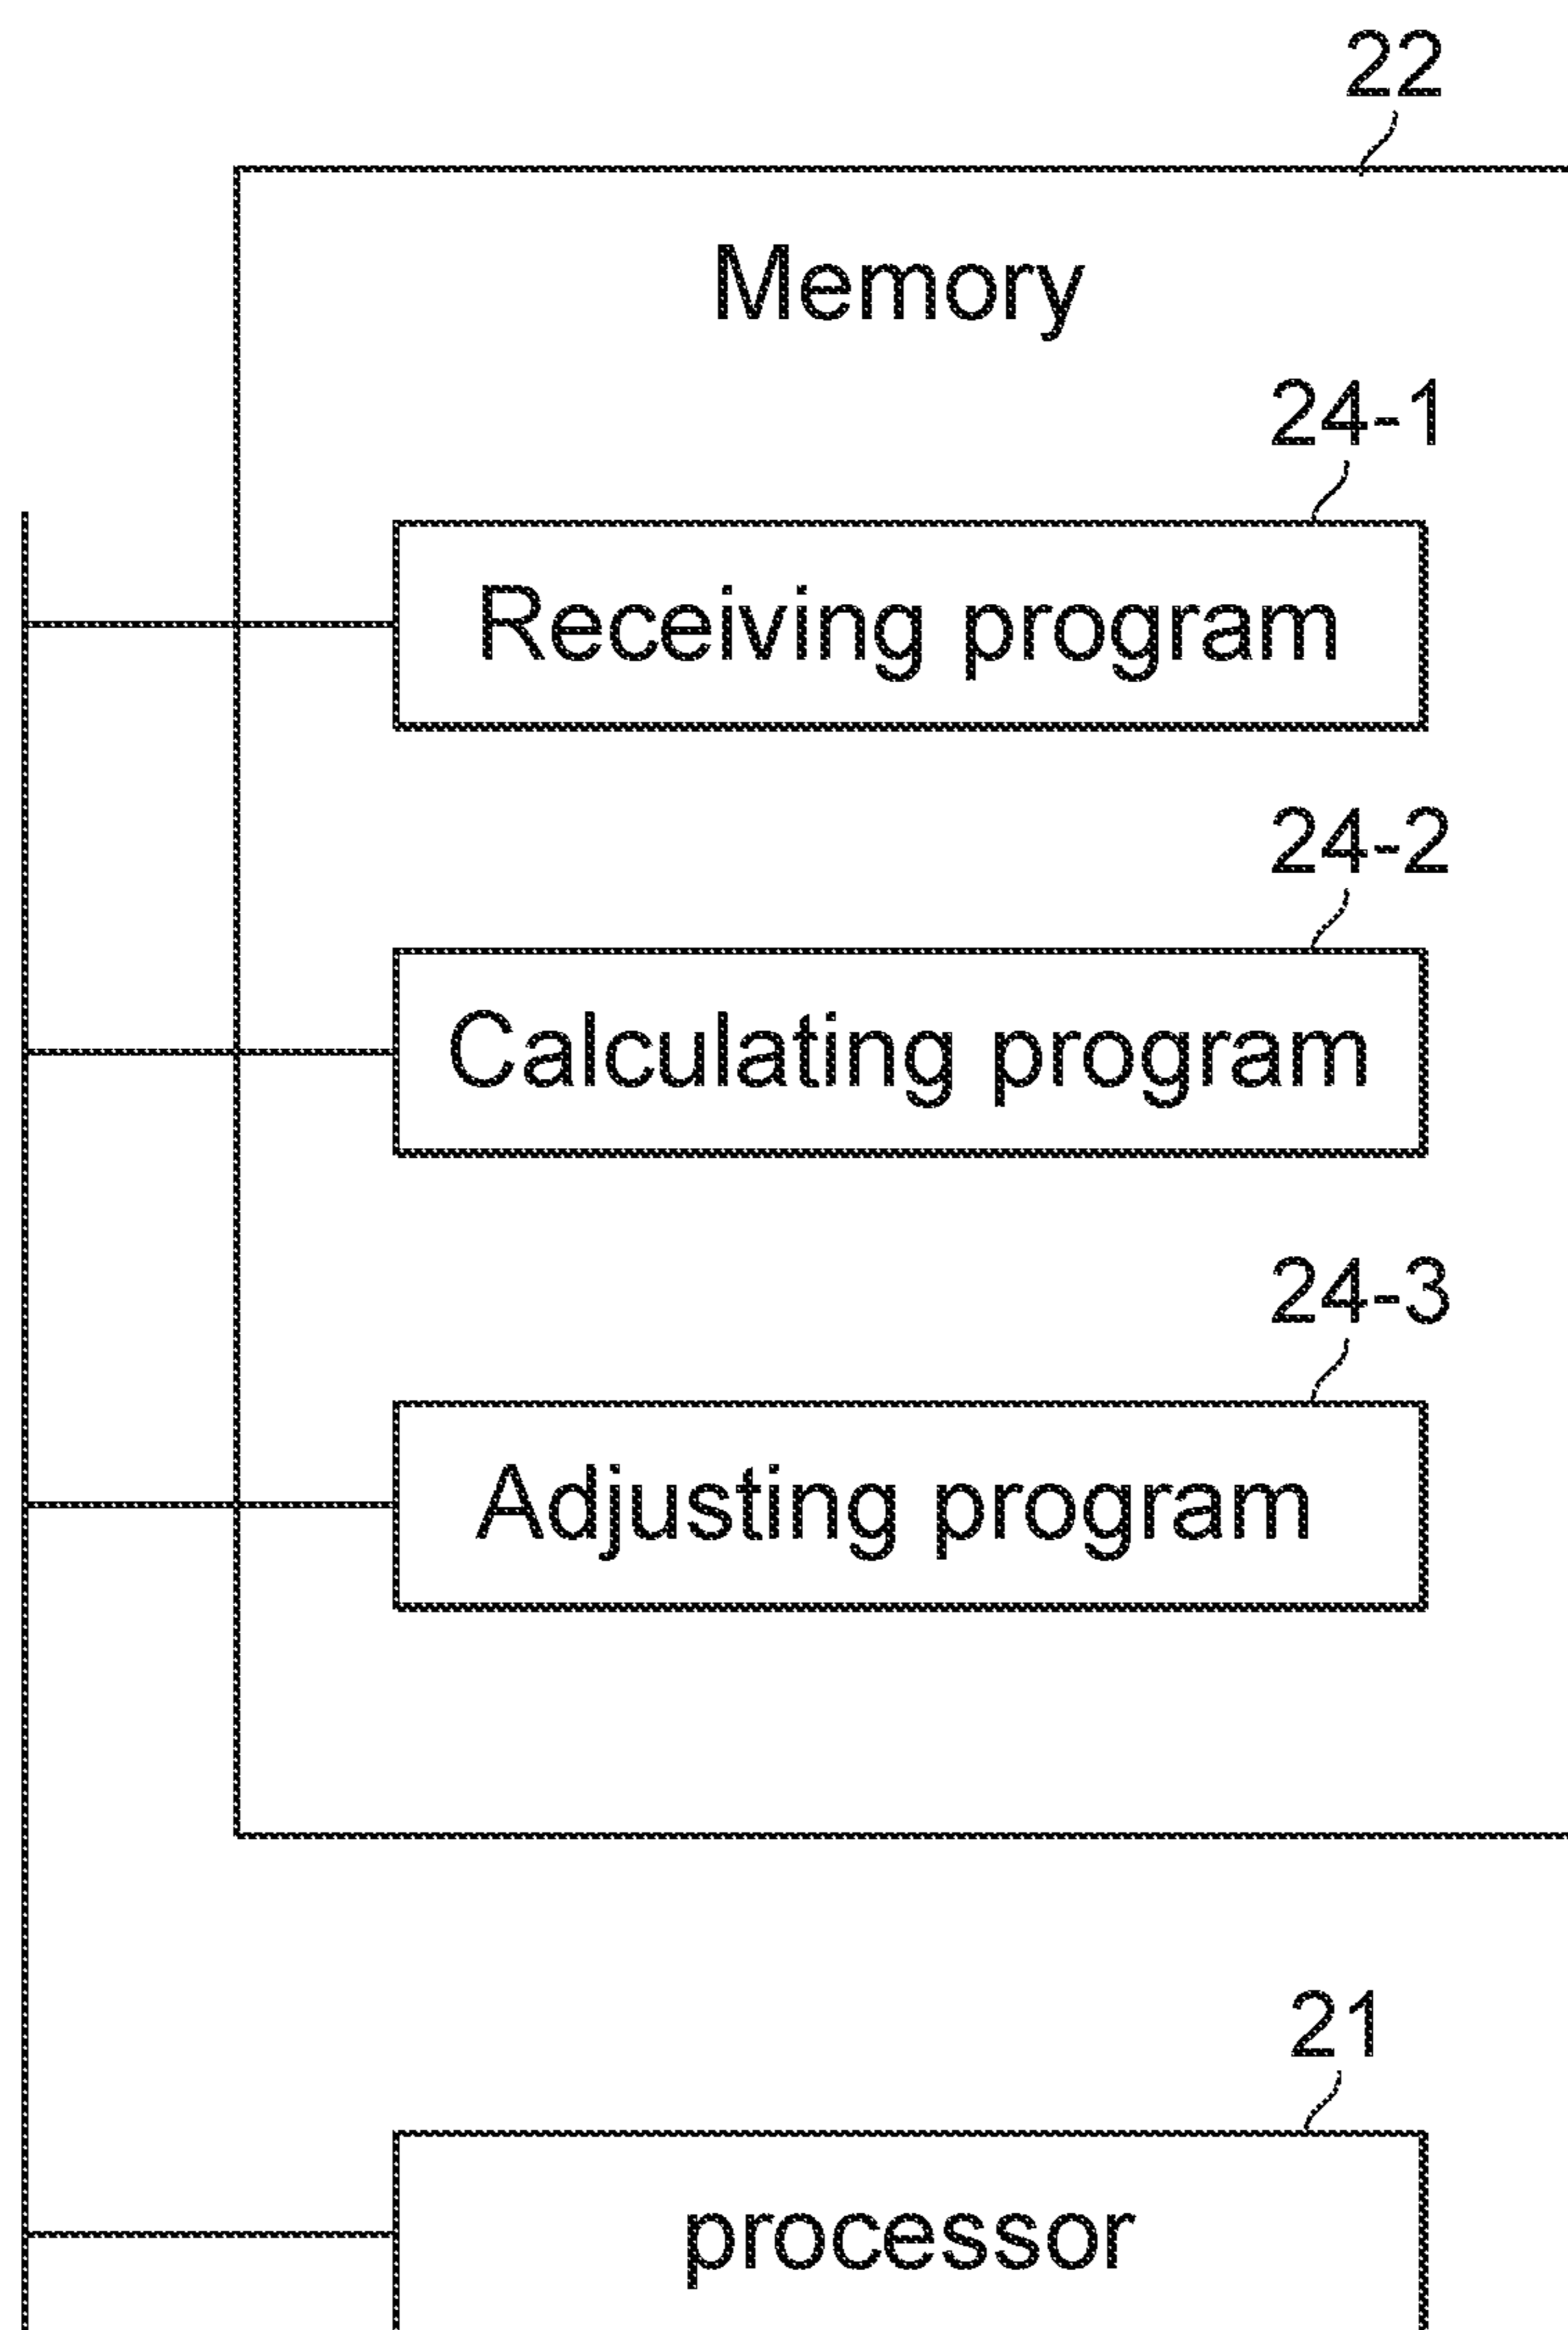 22
Memory
24-1
Receiving program
24-2
Calculating program
24-3
Adjusting program
21
processor